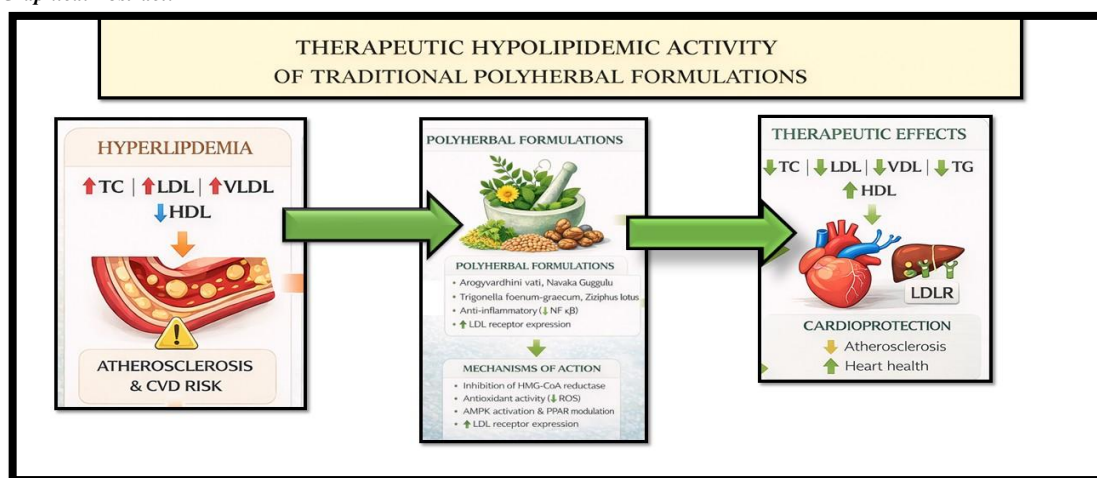 THERAPEUTIC HYPOLIPIDEMIC ACTIVITY
OF TRADITIONAL POLYHERBAL FORMULATIONS
HYPERLIPDEMIA
↑TC | ↑LDL | ↑VLDL
↓HDL
ATHEROSCLEROSIS
& CVD RISK
POLYHERBAL FORMULATIONS
POLYHERBAL FORMULATIONS
• Arogyvardhini vati, Navaka Guggulu
• Trigonella foenum-graecum, Ziziphus lotus
• Anti-inflammatory (↓ NF κB)
• ↑ LDL receptor expression
MECHANISMS OF ACTION
• Inhibition of HMG-CoA reductase
• Antioxidant activity (↓ ROS)
• AMPK activation & PPAR modulation
• ↑ LDL receptor expression
THERAPEUTIC EFFECTS
↓TC | ↓LDL | ↓VDL | ↓TG
↑HDL
LDLR
CARDIOPROTECTION
↓ Atherosclerosis
↑ Heart health